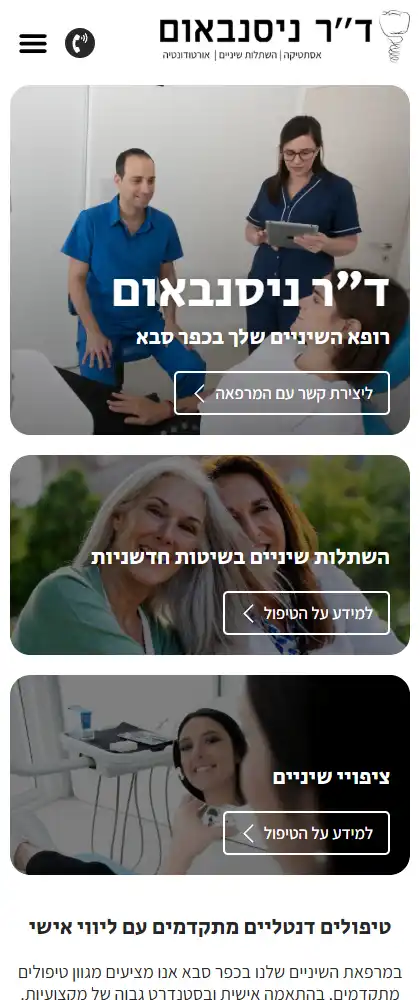 ד״ר ניסנבאום
אסתטיקה | השתלות שיניים | אורטודונטיה
ד״ר ניסנבאום
רופא השיניים שלך בכפר סבא
ליצירת קשר עם המרפאה
השתלות שיניים בשיטות חדשניות
למידע על הטיפול
ציפויי שיניים
למידע על הטיפול
טיפולים דנטליים מתקדמים עם ליווי אישי
במרפאת השיניים שלנו בכפר סבא אנו מציעים מגוון טיפולים
מתקדמים, בהתאמה אישית ובסטנדרט גבוה של מקצועיות.